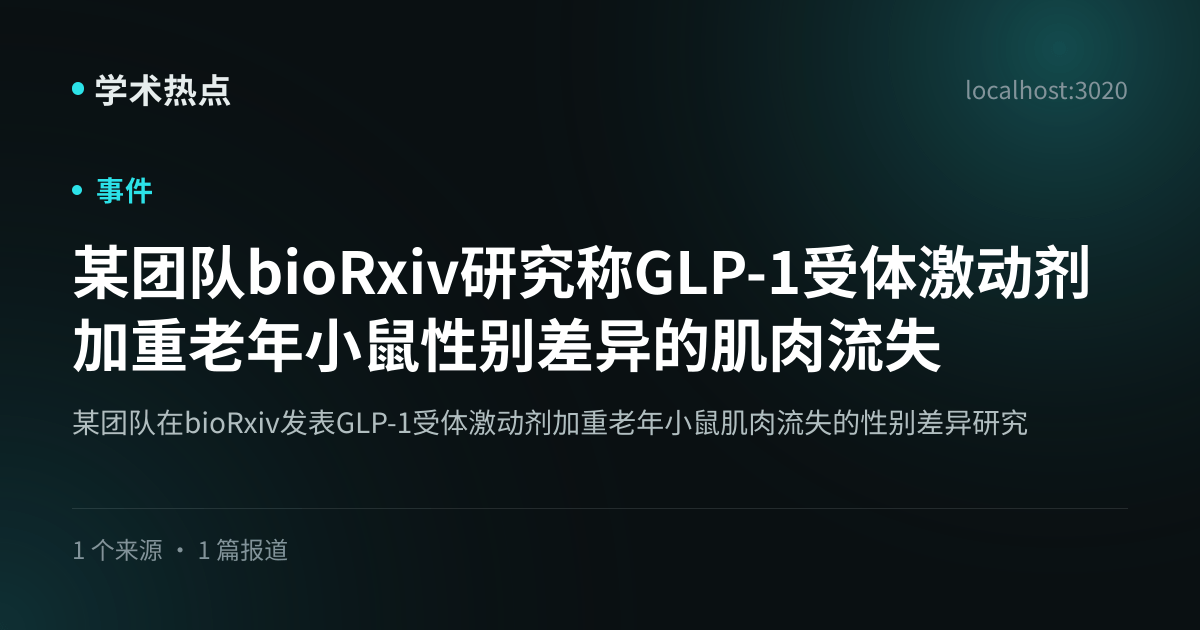 学术热点
localhost:3020
事件
某团队bioRxiv研究称GLP-1受体激动剂
加重老年小鼠性别差异的肌肉流失
某团队在bioRxiv发表GLP-1受体激动剂加重老年小鼠肌肉流失的性别差异研究
1 个来源 · 1 篇报道